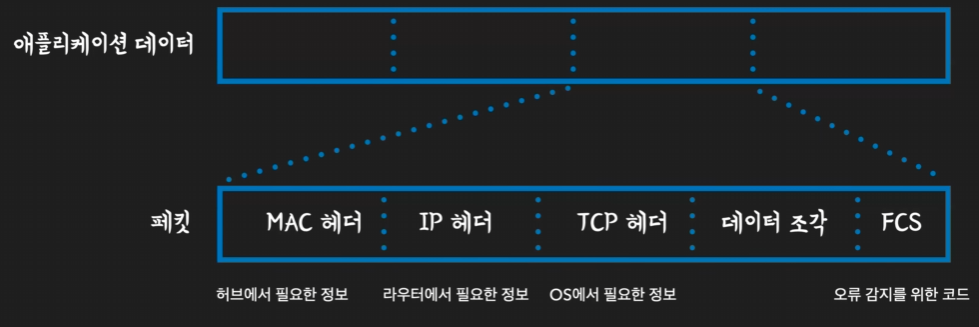 애플리케이션 데이터
패킷
MAC 헤더 IP 헤더 TCP 헤더 데이터 조각 FCS
허브에서 필요한 정보 라우터에서 필요한 정보 OS에서 필요한 정보 오류 감지를 위한 코드